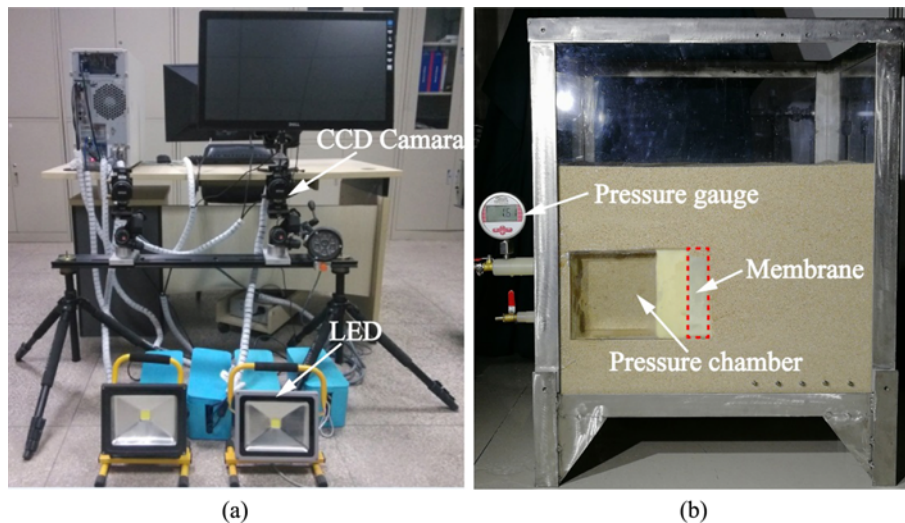 CCD Camara
LED
Pressure gauge
Membrane
Pressure chamber
(a)
(b)